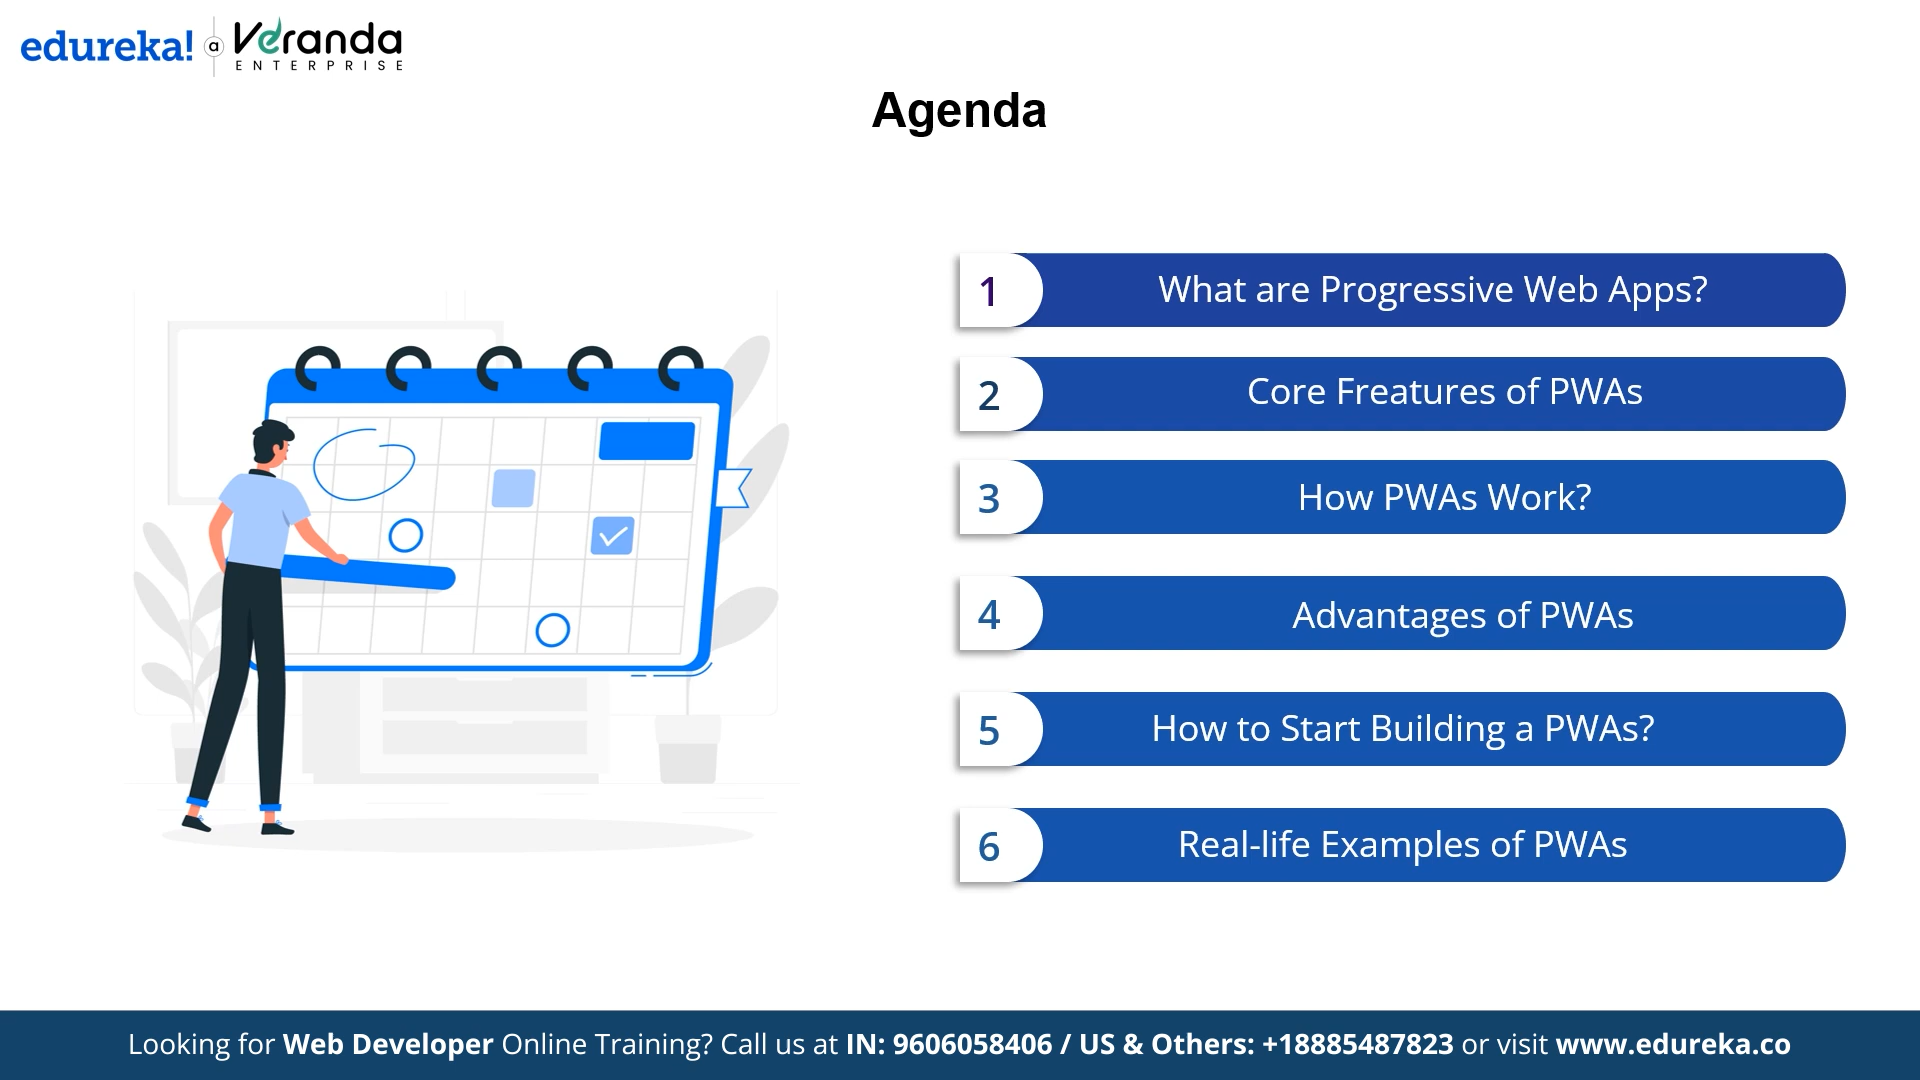 edureka! a Veranda
ENTERPRISE
Agenda
1 What are Progressive Web Apps?
2 Core Freatures of PWAs
3 How PWAs Work?
4 Advantages of PWAs
5 How to Start Building a PWAs?
6 Real-life Examples of PWAs
Looking for Web Developer Online Training? Call us at IN: 9606058406 / US & Others: +18885487823 or visit www.edureka.co